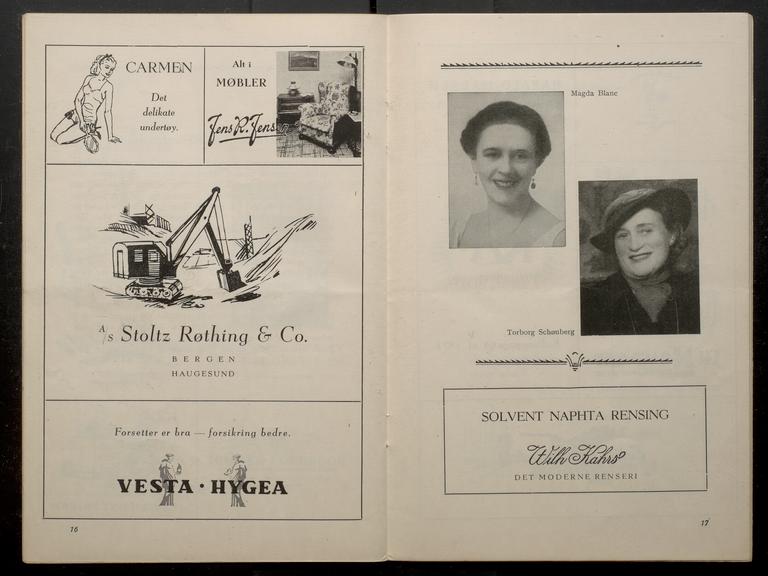 CARMEN
Det
delikate
undertøy.
Alt i
MØBLER
Jens R. Jensen
A/s Stoltz Røthing & Co.
BERGEN
HAUGESUND
Forsetter er bra — forsikring bedre.
VESTA · HYGEA
16
Magda Blanc
Torborg Schønberg
SOLVENT NAPHTA RENSING
Wilh Kahrs
DET MODERNE RENSERI
17